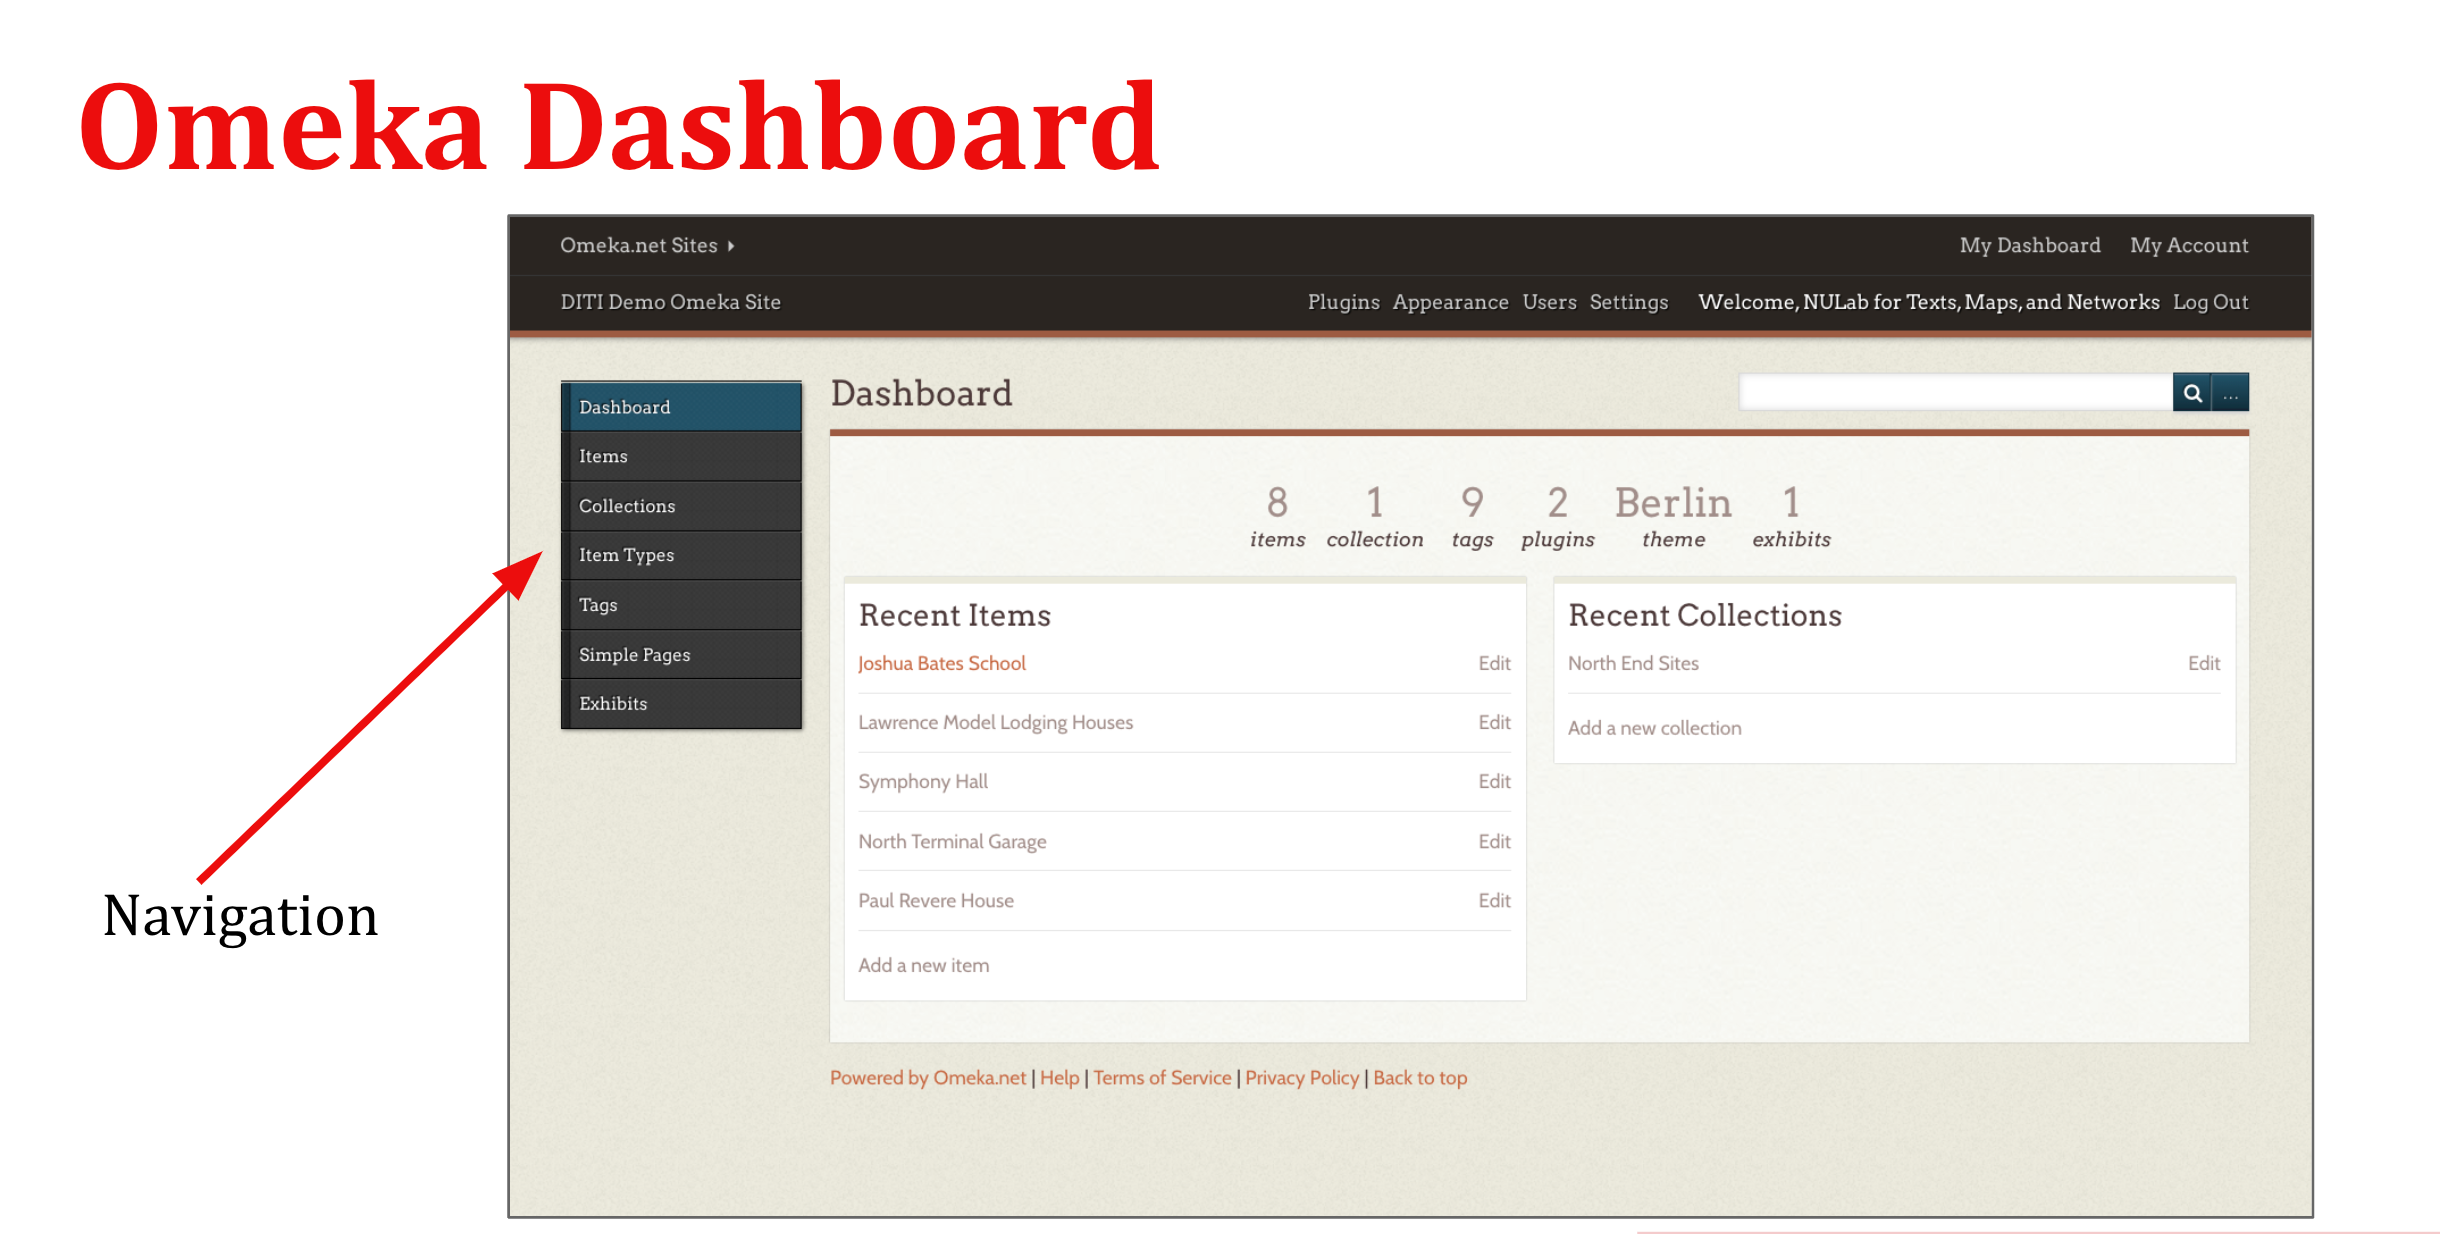 Omeka Dashboard
Omeka.net Sites
My Dashboard My Account
DITI Demo Omeka Site
Plugins Appearance Users Settings Welcome, NULab for Texts, Maps, and Networks Log Out
Dashboard
Items
Collections
Item Types
Tags
Simple Pages
Exhibits
Navigation
Dashboard
...
8 1 9 2 Berlin 1
items collection tags plugins theme exhibits
Recent Items
Joshua Bates School Edit
Lawrence Model Lodging Houses Edit
Symphony Hall Edit
North Terminal Garage Edit
Paul Revere House Edit
Add a new item
Recent Collections
North End Sites Edit
Add a new collection
Powered by Omeka.net | Help | Terms of Service | Privacy Policy | Back to top